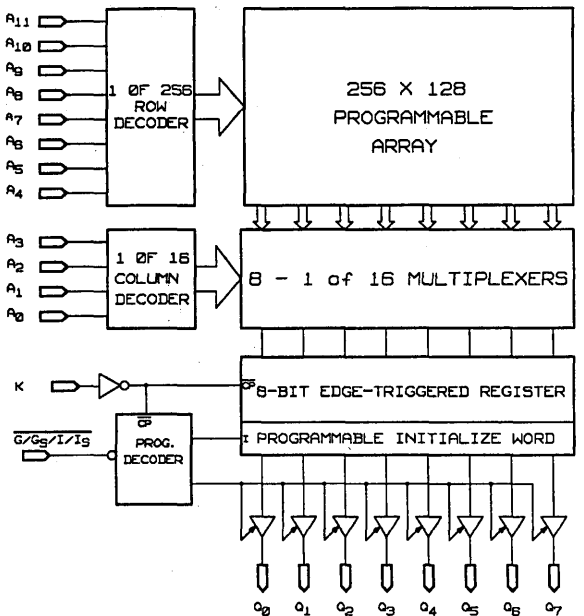 A11
A10
A9
A8
A7
A6
A5
A4
1 OF 256
ROW
DECODER
256 X 128
PROGRAMMABLE
ARRAY
A3
A2
A1
A0
1 OF 16
COLUMN
DECODER
8 - 1 of 16 MULTIPLEXERS
K
CP
8-BIT EDGE-TRIGGERED REGISTER
CP
G/GS/I/IS
PROG.
DECODER
I PROGRAMMABLE INITIALIZE WORD
Q0 Q1 Q2 Q3 Q4 Q5 Q6 Q7